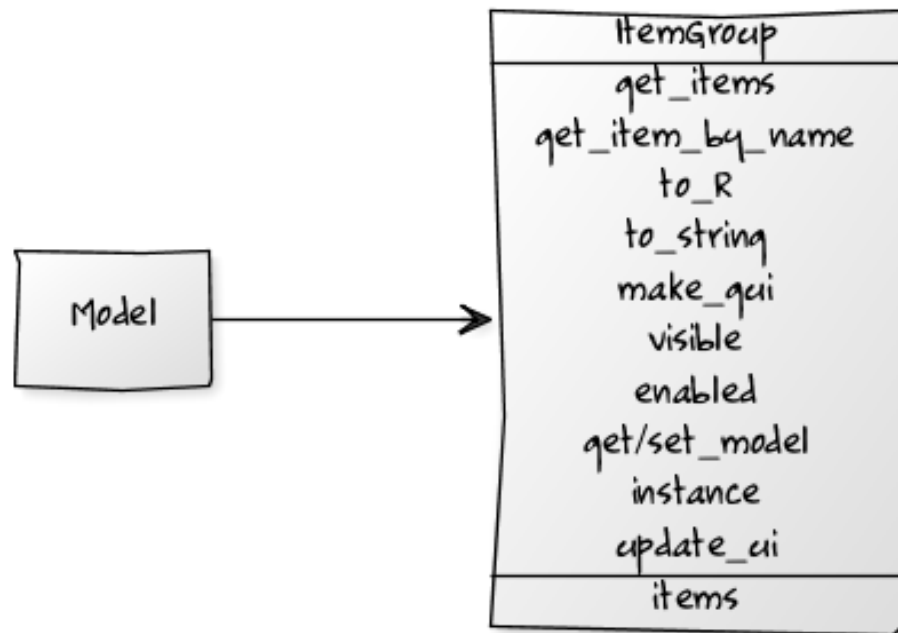 ItemGroup
get_items
get_item_by_name
to_R
to_string
Model
make_gui
visible
enabled
get/set_model
instance
update_ui
items